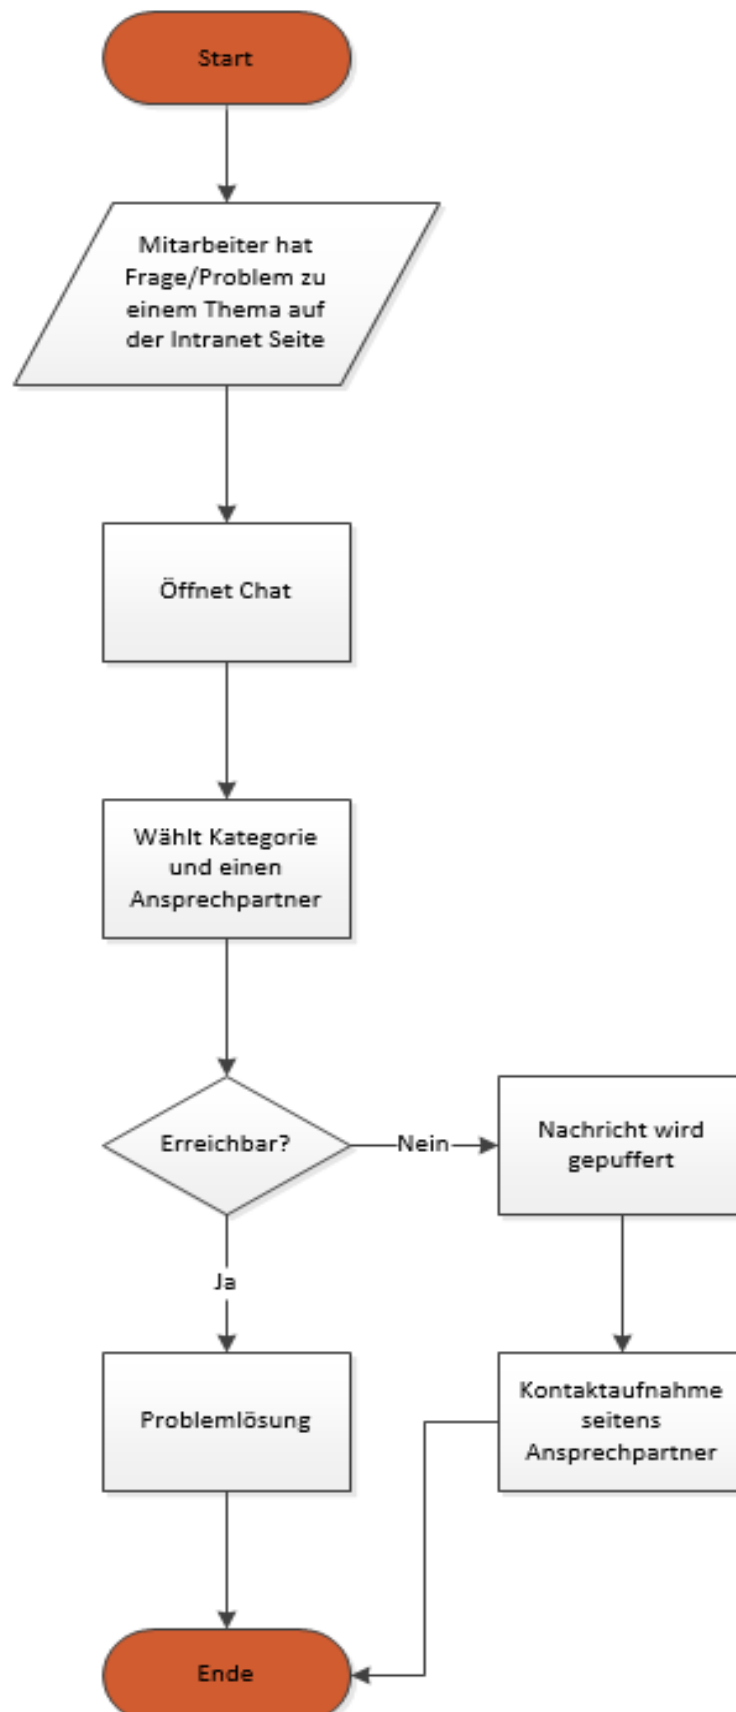 Start
Mitarbeiter hat
Frage/Problem zu
einem Thema auf
der Intranet Seite
Öffnet Chat
Wählt Kategorie
und einen
Ansprechpartner
Erreichbar?
Nein
Nachricht wird
gepuffert
Ja
Problemlösung
Kontaktaufnahme
seitens
Ansprechpartner
Ende